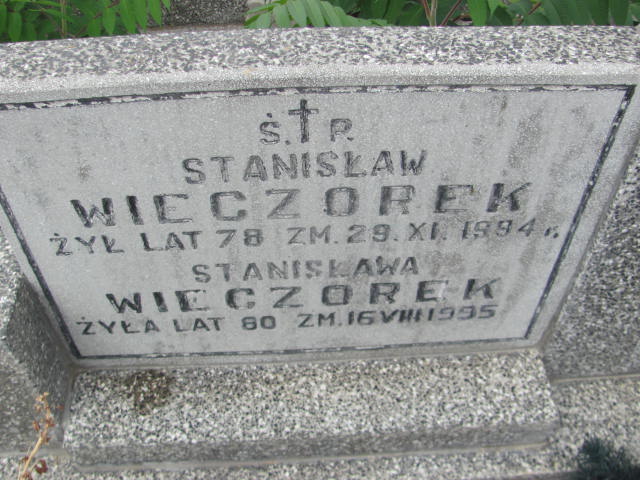 Ś. † P.
STANISŁAW
WIECZOREK
ŻYŁ LAT 78 ZM. 29. XI. 1994 r.
STANISŁAWA
WIECZOREK
ŻYŁA LAT 80 ZM. 16 VIII 1995